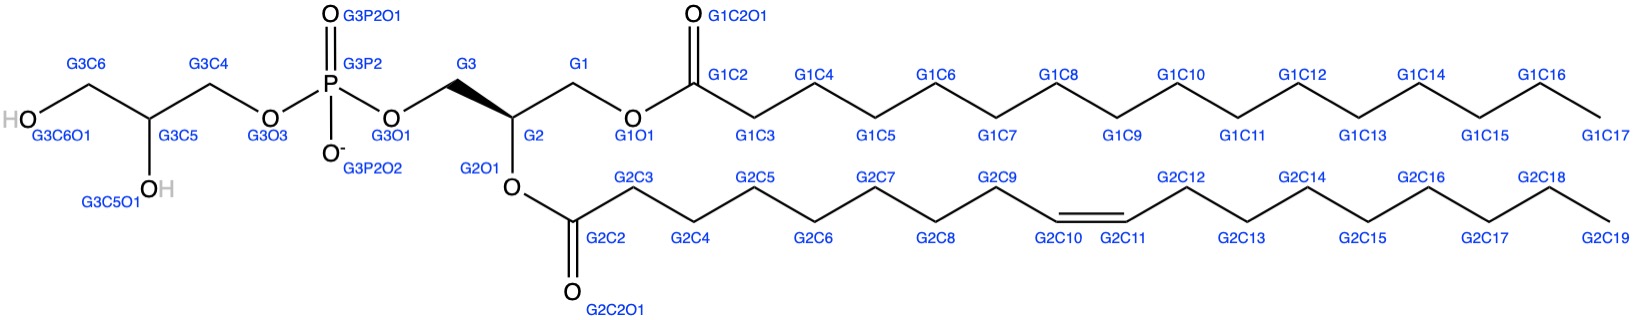 O G3P2O1 O G1C2O1
G3C6 G3C4 G3P2 G3 G1 G1C2 G1C4 G1C6 G1C8 G1C10 G1C12 G1C14 G1C16
P
HO O O O
G3C6O1 G3C5 G3O3 G3O1 G2 G1O1 G1C3 G1C5 G1C7 G1C9 G1C11 G1C13 G1C15 G1C17
O-
G3P2O2 G2O1
OH O G2C3 G2C5 G2C7 G2C9 G2C12 G2C14 G2C16 G2C18
G3C5O1
G2C2 G2C4 G2C6 G2C8 G2C10 G2C11 G2C13 G2C15 G2C17 G2C19
O
G2C2O1